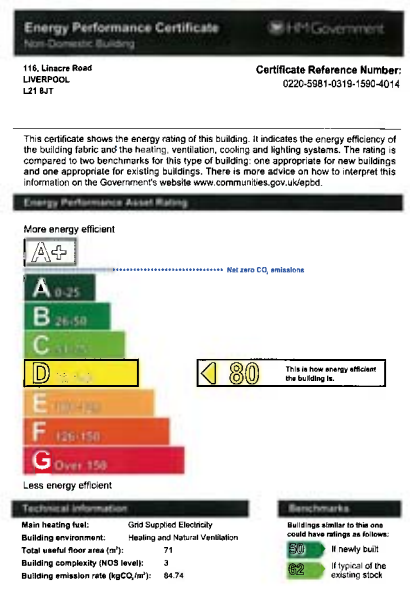 Energy Performance Certificate
HM Government
Non-Domestic Building
116, Linacre Road
LIVERPOOL
L21 8JT
Certificate Reference Number:
0220-5981-0319-1590-4014
This certificate shows the energy rating of this building. It indicates the energy efficiency of
the building fabric and the heating, ventilation, cooling and lighting systems. The rating is
compared to two benchmarks for this type of building: one appropriate for new buildings
and one appropriate for existing buildings. There is more advice on how to interpret this
information on the Government's website www.communities.gov.uk/epbd.
Energy Performance Asset Rating
More energy efficient
A+
Net zero CO₂ emissions
A 0-25
B 26-50
C 51-75
D
80
This is how energy efficient
the building is.
E
F 126-150
G Over 150
Less energy efficient
Technical Information
Main heating fuel: Grid Supplied Electricity
Building environment: Heating and Natural Ventilation
Total useful floor area (m²): 71
Building complexity (NOS level): 3
Building emission rate (kgCO₂/m²): 84.74
Benchmarks
Buildings similar to this one
could have ratings as follows:
If newly built
62
If typical of the
existing stock